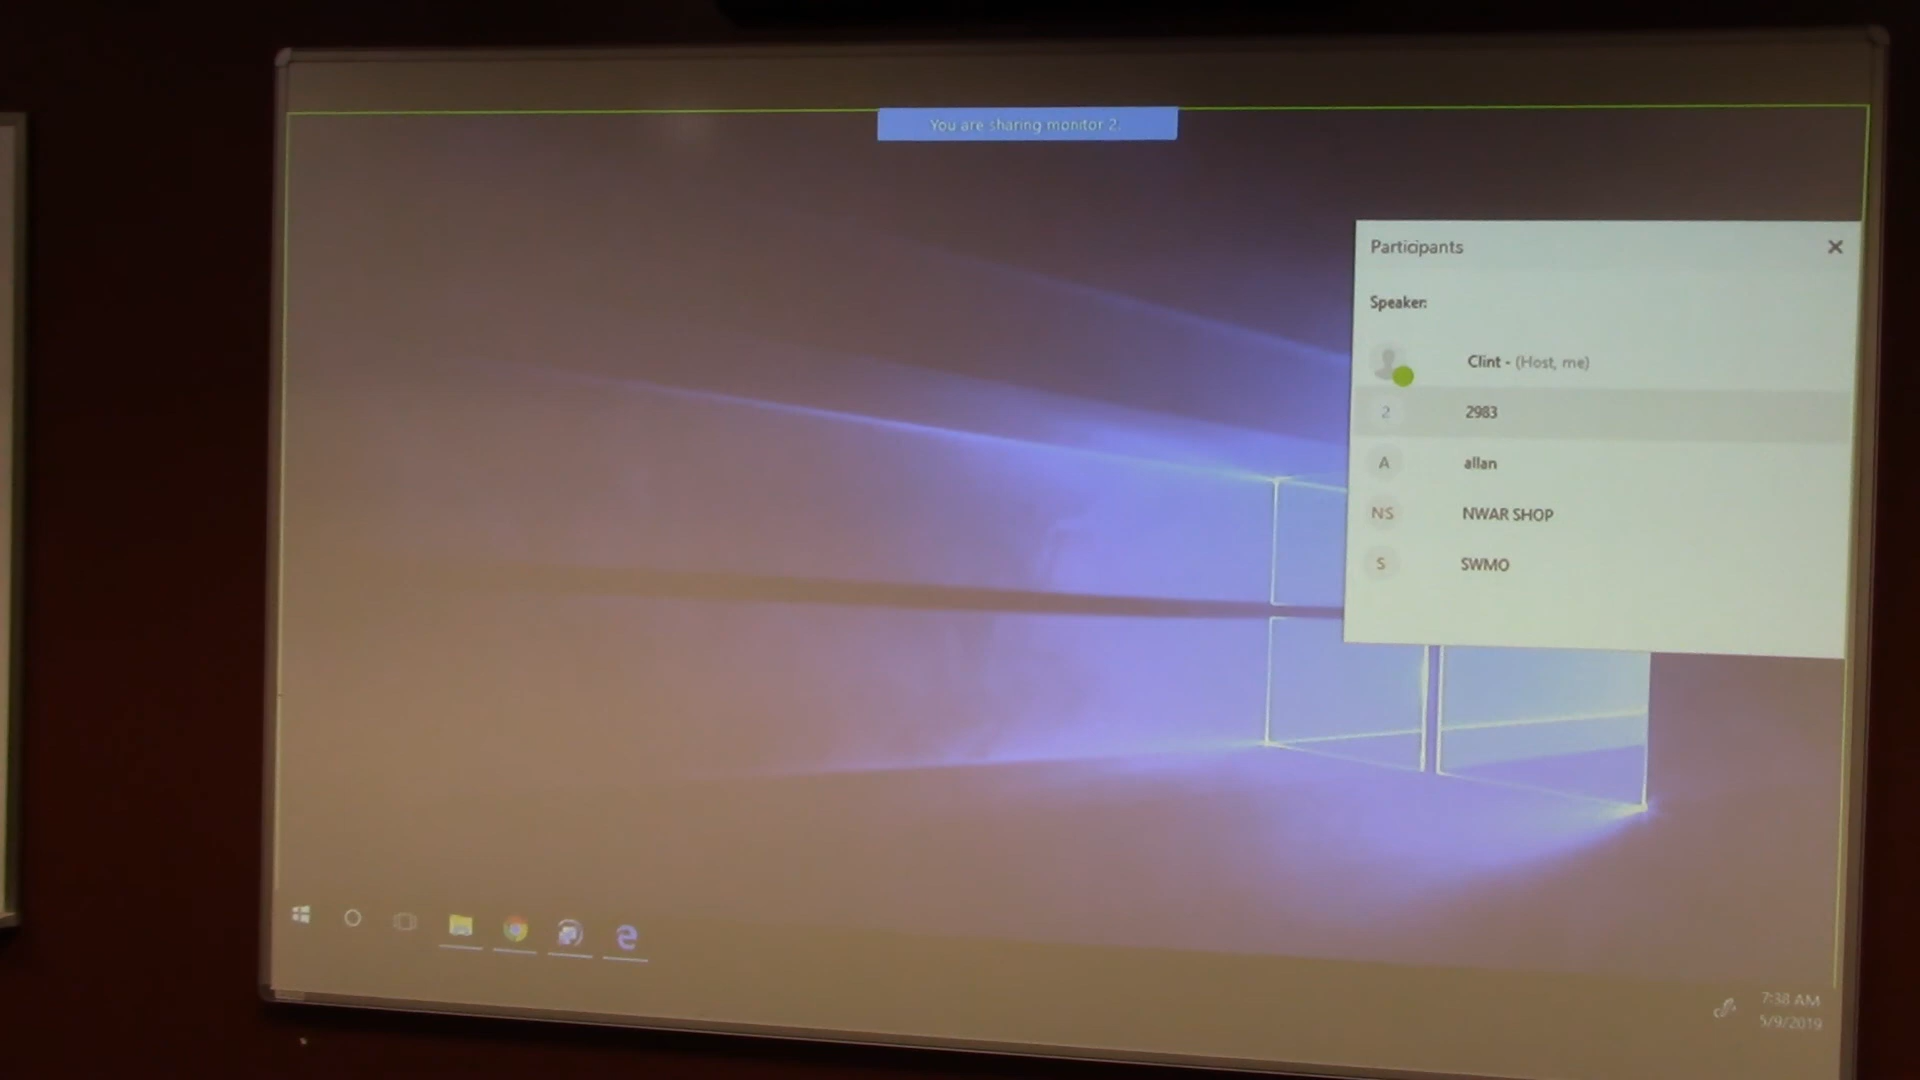 You are sharing monitor 2.
Participants
Speaker:
Clint - (Host, me)
2 2983
A allan
NS NWAR SHOP
S SWMO
7:38 AM
5/9/2019